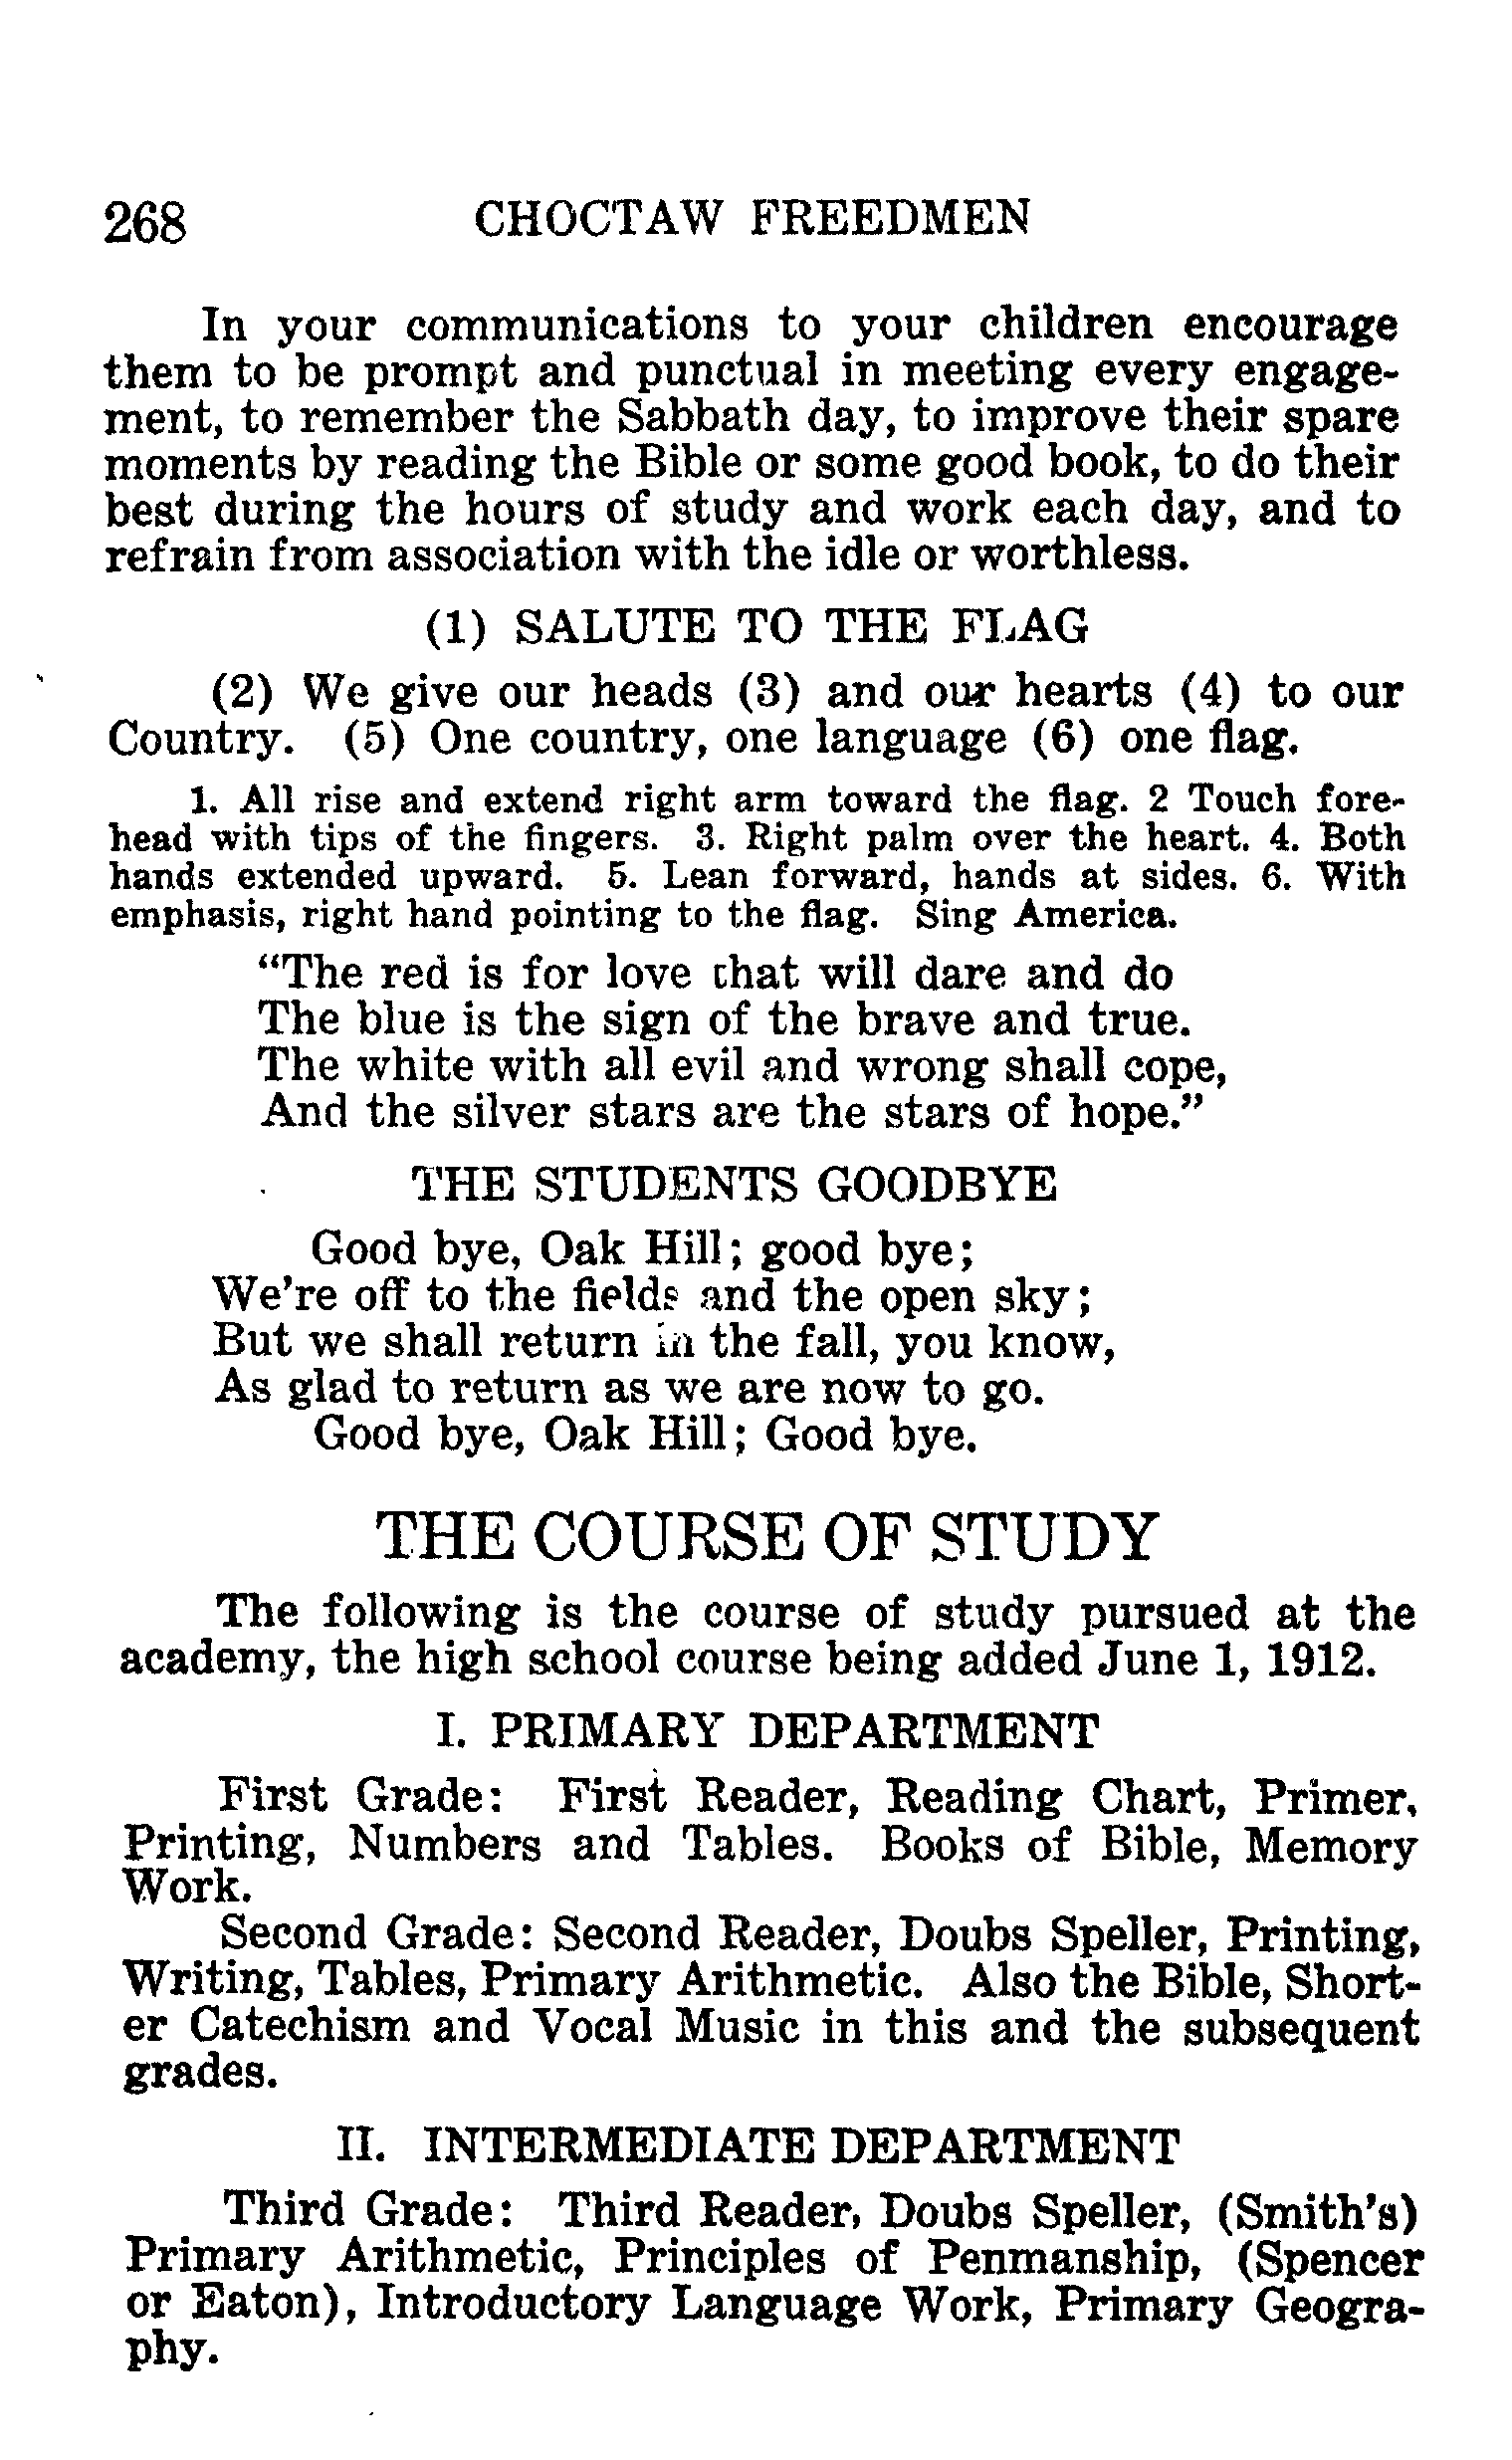 268 CHOCTAW FREEDMEN
In your communications to your children encourage
them to be prompt and punctual in meeting every engage-
ment, to remember the Sabbath day, to improve their spare
moments by reading the Bible or some good book, to do their
best during the hours of study and work each day, and to
refrain from association with the idle or worthless.
(1) SALUTE TO THE FLAG
(2) We give our heads (3) and our hearts (4) to our
Country. (5) One country, one language (6) one flag.
1. All rise and extend right arm toward the flag. 2 Touch fore-
head with tips of the fingers. 3. Right palm over the heart. 4. Both
hands extended upward. 5. Lean forward, hands at sides. 6. With
emphasis, right hand pointing to the flag. Sing America.
"The red is for love that will dare and do
The blue is the sign of the brave and true.
The white with all evil and wrong shall cope,
And the silver stars are the stars of hope."
THE STUDENTS GOODBYE
Good bye, Oak Hill; good bye;
We're off to the fields and the open sky;
But we shall return in the fall, you know,
As glad to return as we are now to go.
Good bye, Oak Hill; Good bye.
THE COURSE OF STUDY
The following is the course of study pursued at the
academy, the high school course being added June 1, 1912.
I. PRIMARY DEPARTMENT
First Grade: First Reader, Reading Chart, Primer,
Printing, Numbers and Tables. Books of Bible, Memory
Work.
Second Grade: Second Reader, Doubs Speller, Printing,
Writing, Tables, Primary Arithmetic. Also the Bible, Short-
er Catechism and Vocal Music in this and the subsequent
grades.
II. INTERMEDIATE DEPARTMENT
Third Grade: Third Reader, Doubs Speller, (Smith's)
Primary Arithmetic, Principles of Penmanship, (Spencer
or Eaton), Introductory Language Work, Primary Geogra-
phy.